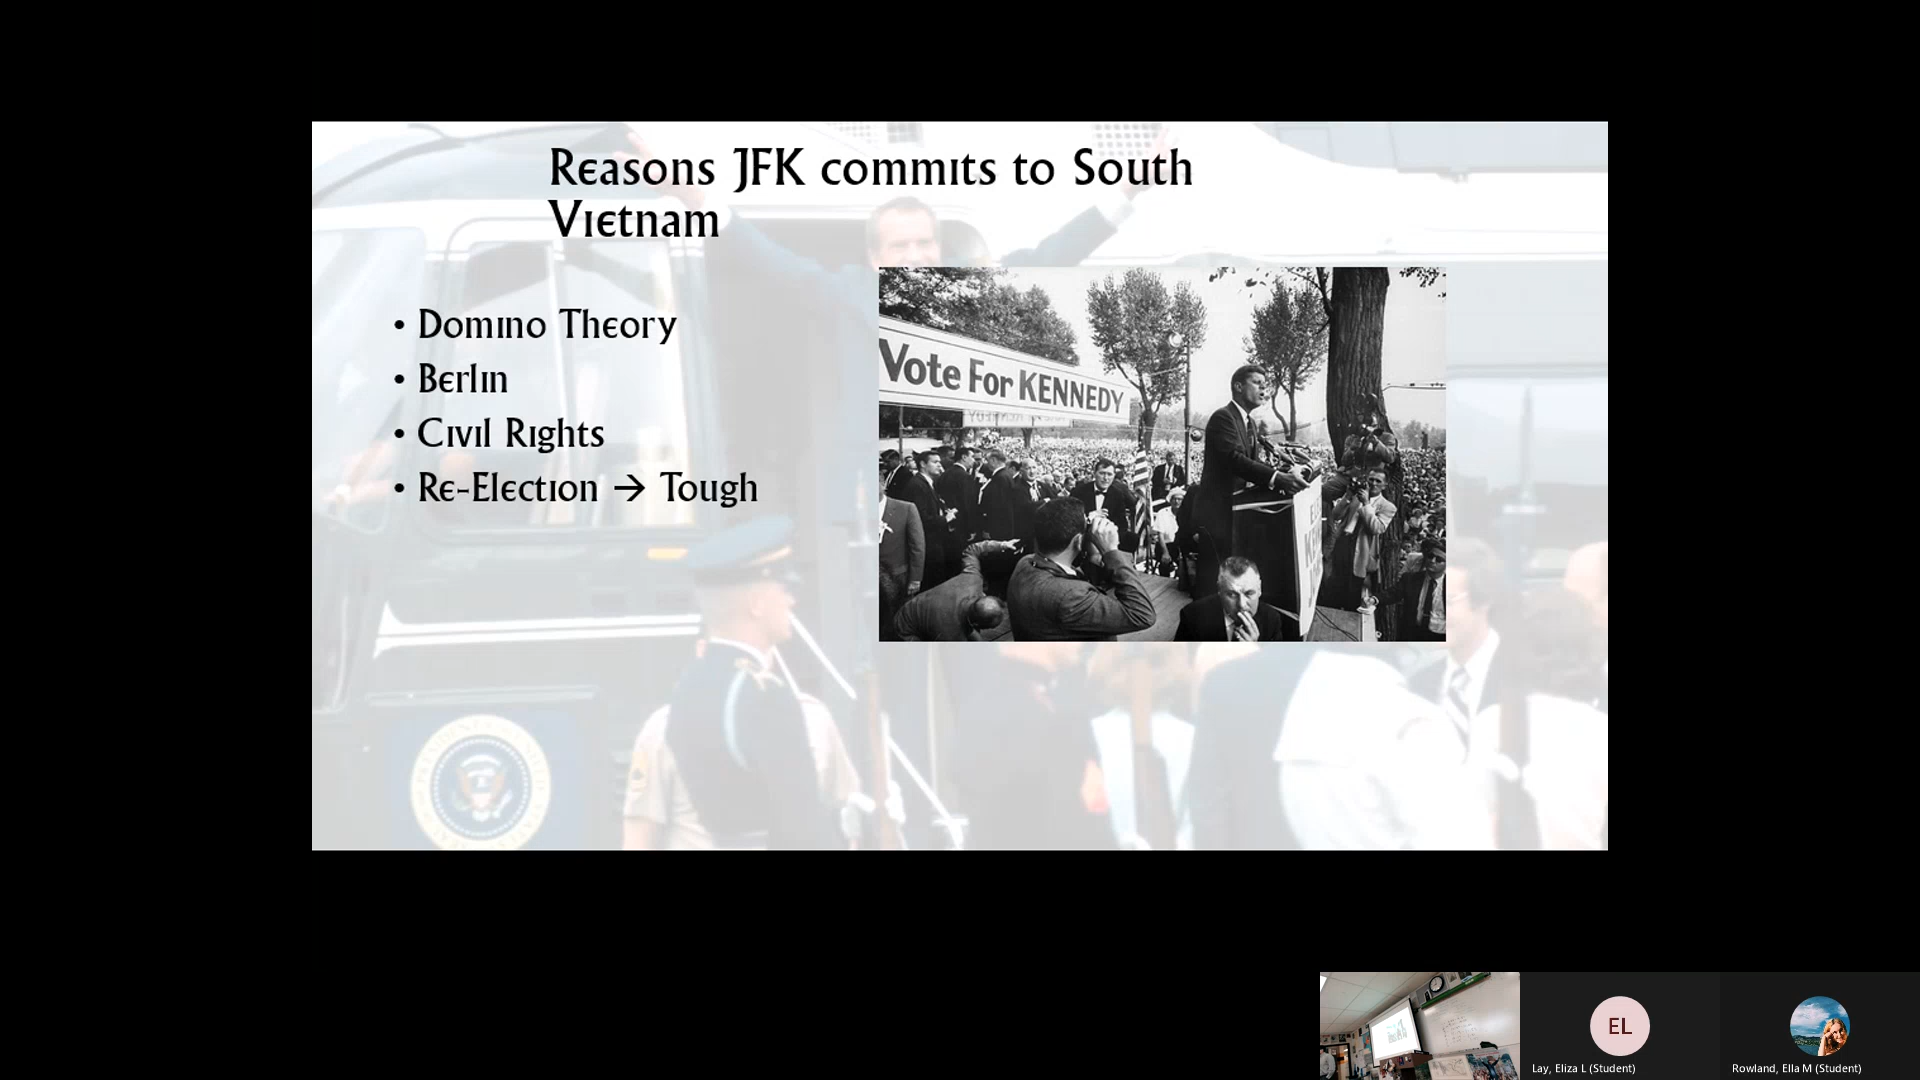 Reasons JFK commits to South
Vietnam
• Domino Theory
• Berlin
• Civil Rights
• Re-Election → Tough
Vote For KENNEDY
EL
Lay, Eliza L (Student)
Rowland, Ella M (Student)